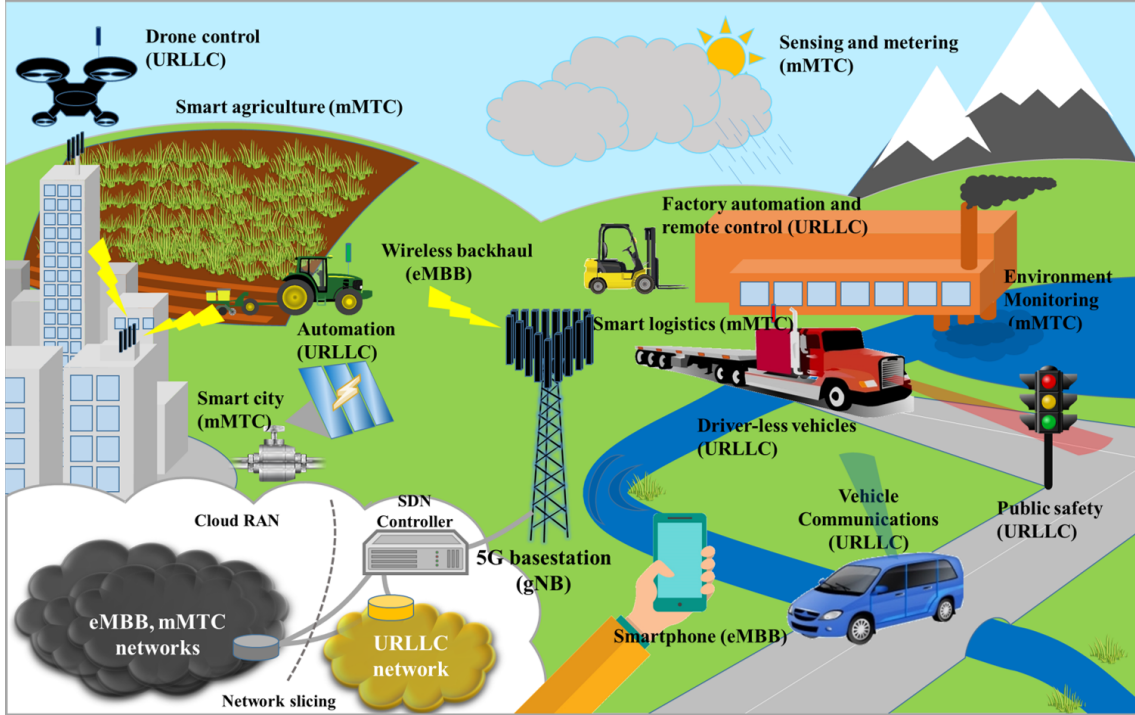 Drone control
(URLLC)
Sensing and metering
(mMTC)
Smart agriculture (mMTC)
Factory automation and
remote control (URLLC)
Wireless backhaul
(eMBB)
Environment
Monitoring
(mMTC)
Smart logistics (mMTC)
Automation
(URLLC)
Smart city
(mMTC)
Driver-less vehicles
(URLLC)
Cloud RAN
SDN
Controller
Vehicle
Communications
(URLLC)
Public safety
(URLLC)
5G basestation
(gNB)
eMBB, mMTC
networks
URLLC
network
Smartphone (eMBB)
Network slicing